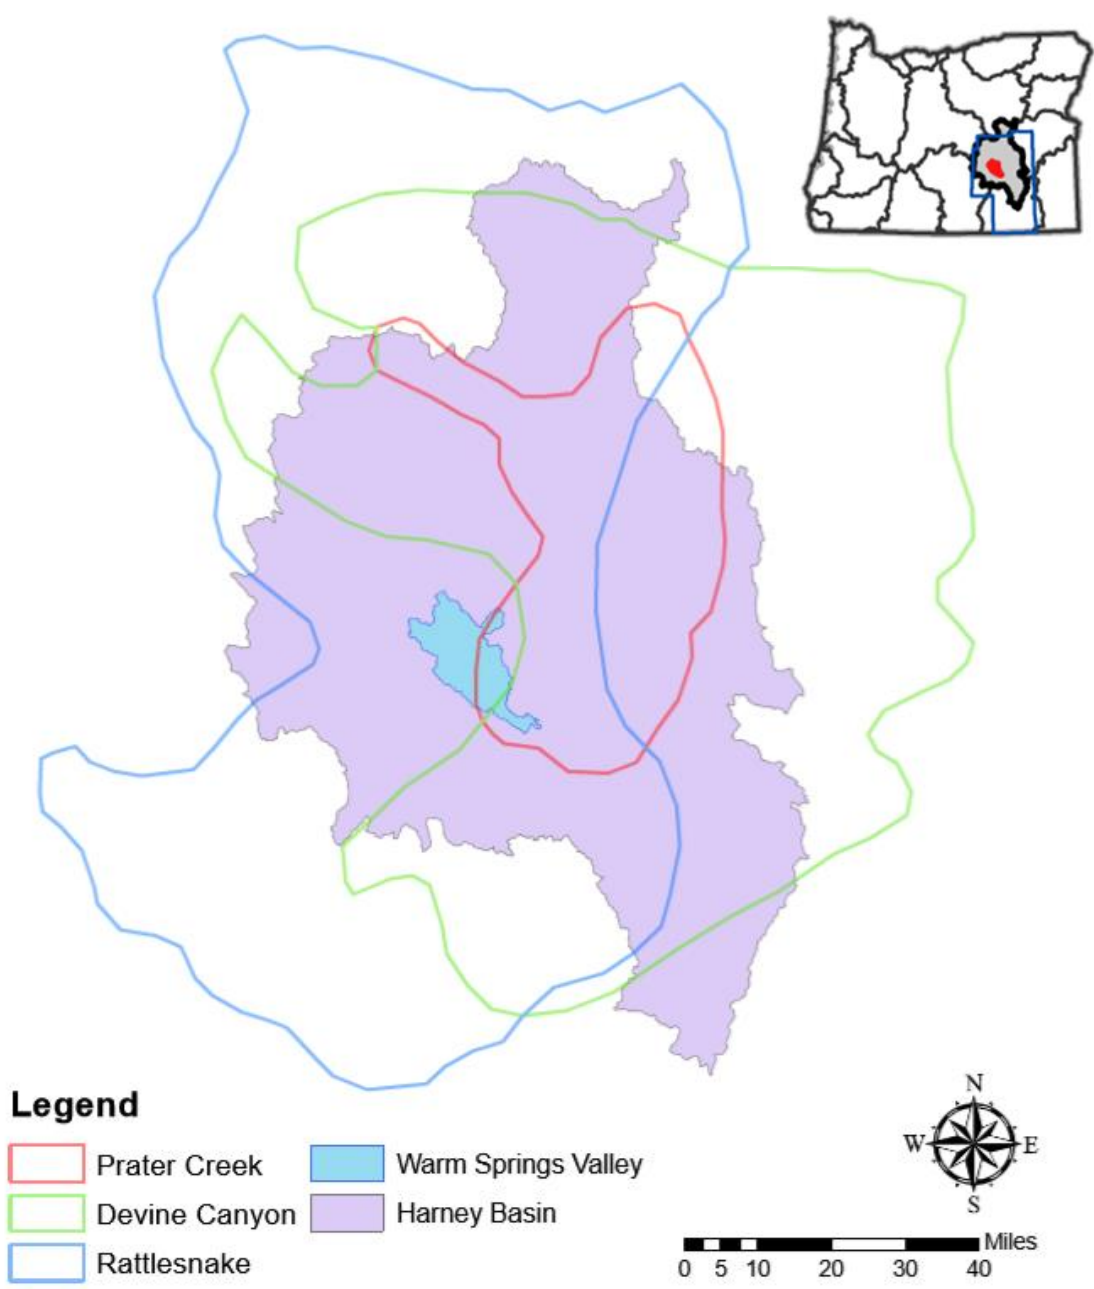 N
W E
S
Legend
Prater Creek
Devine Canyon
Rattlesnake
Warm Springs Valley
Harney Basin
Miles
0 5 10 20 30 40